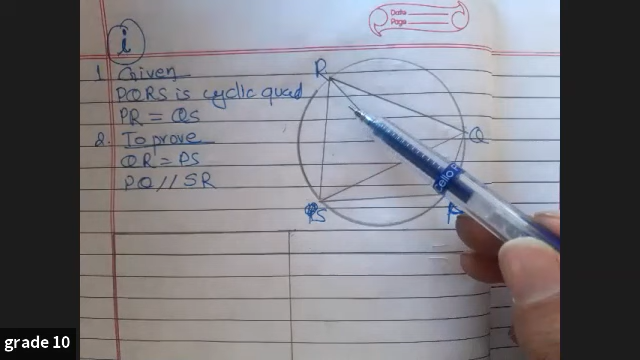 Date
Page
i
1. Given
PQRS is cyclic quad
PR = QS
2. To prove
QR = PS
PQ // SR
R
Q
S
P
Cello
grade 10